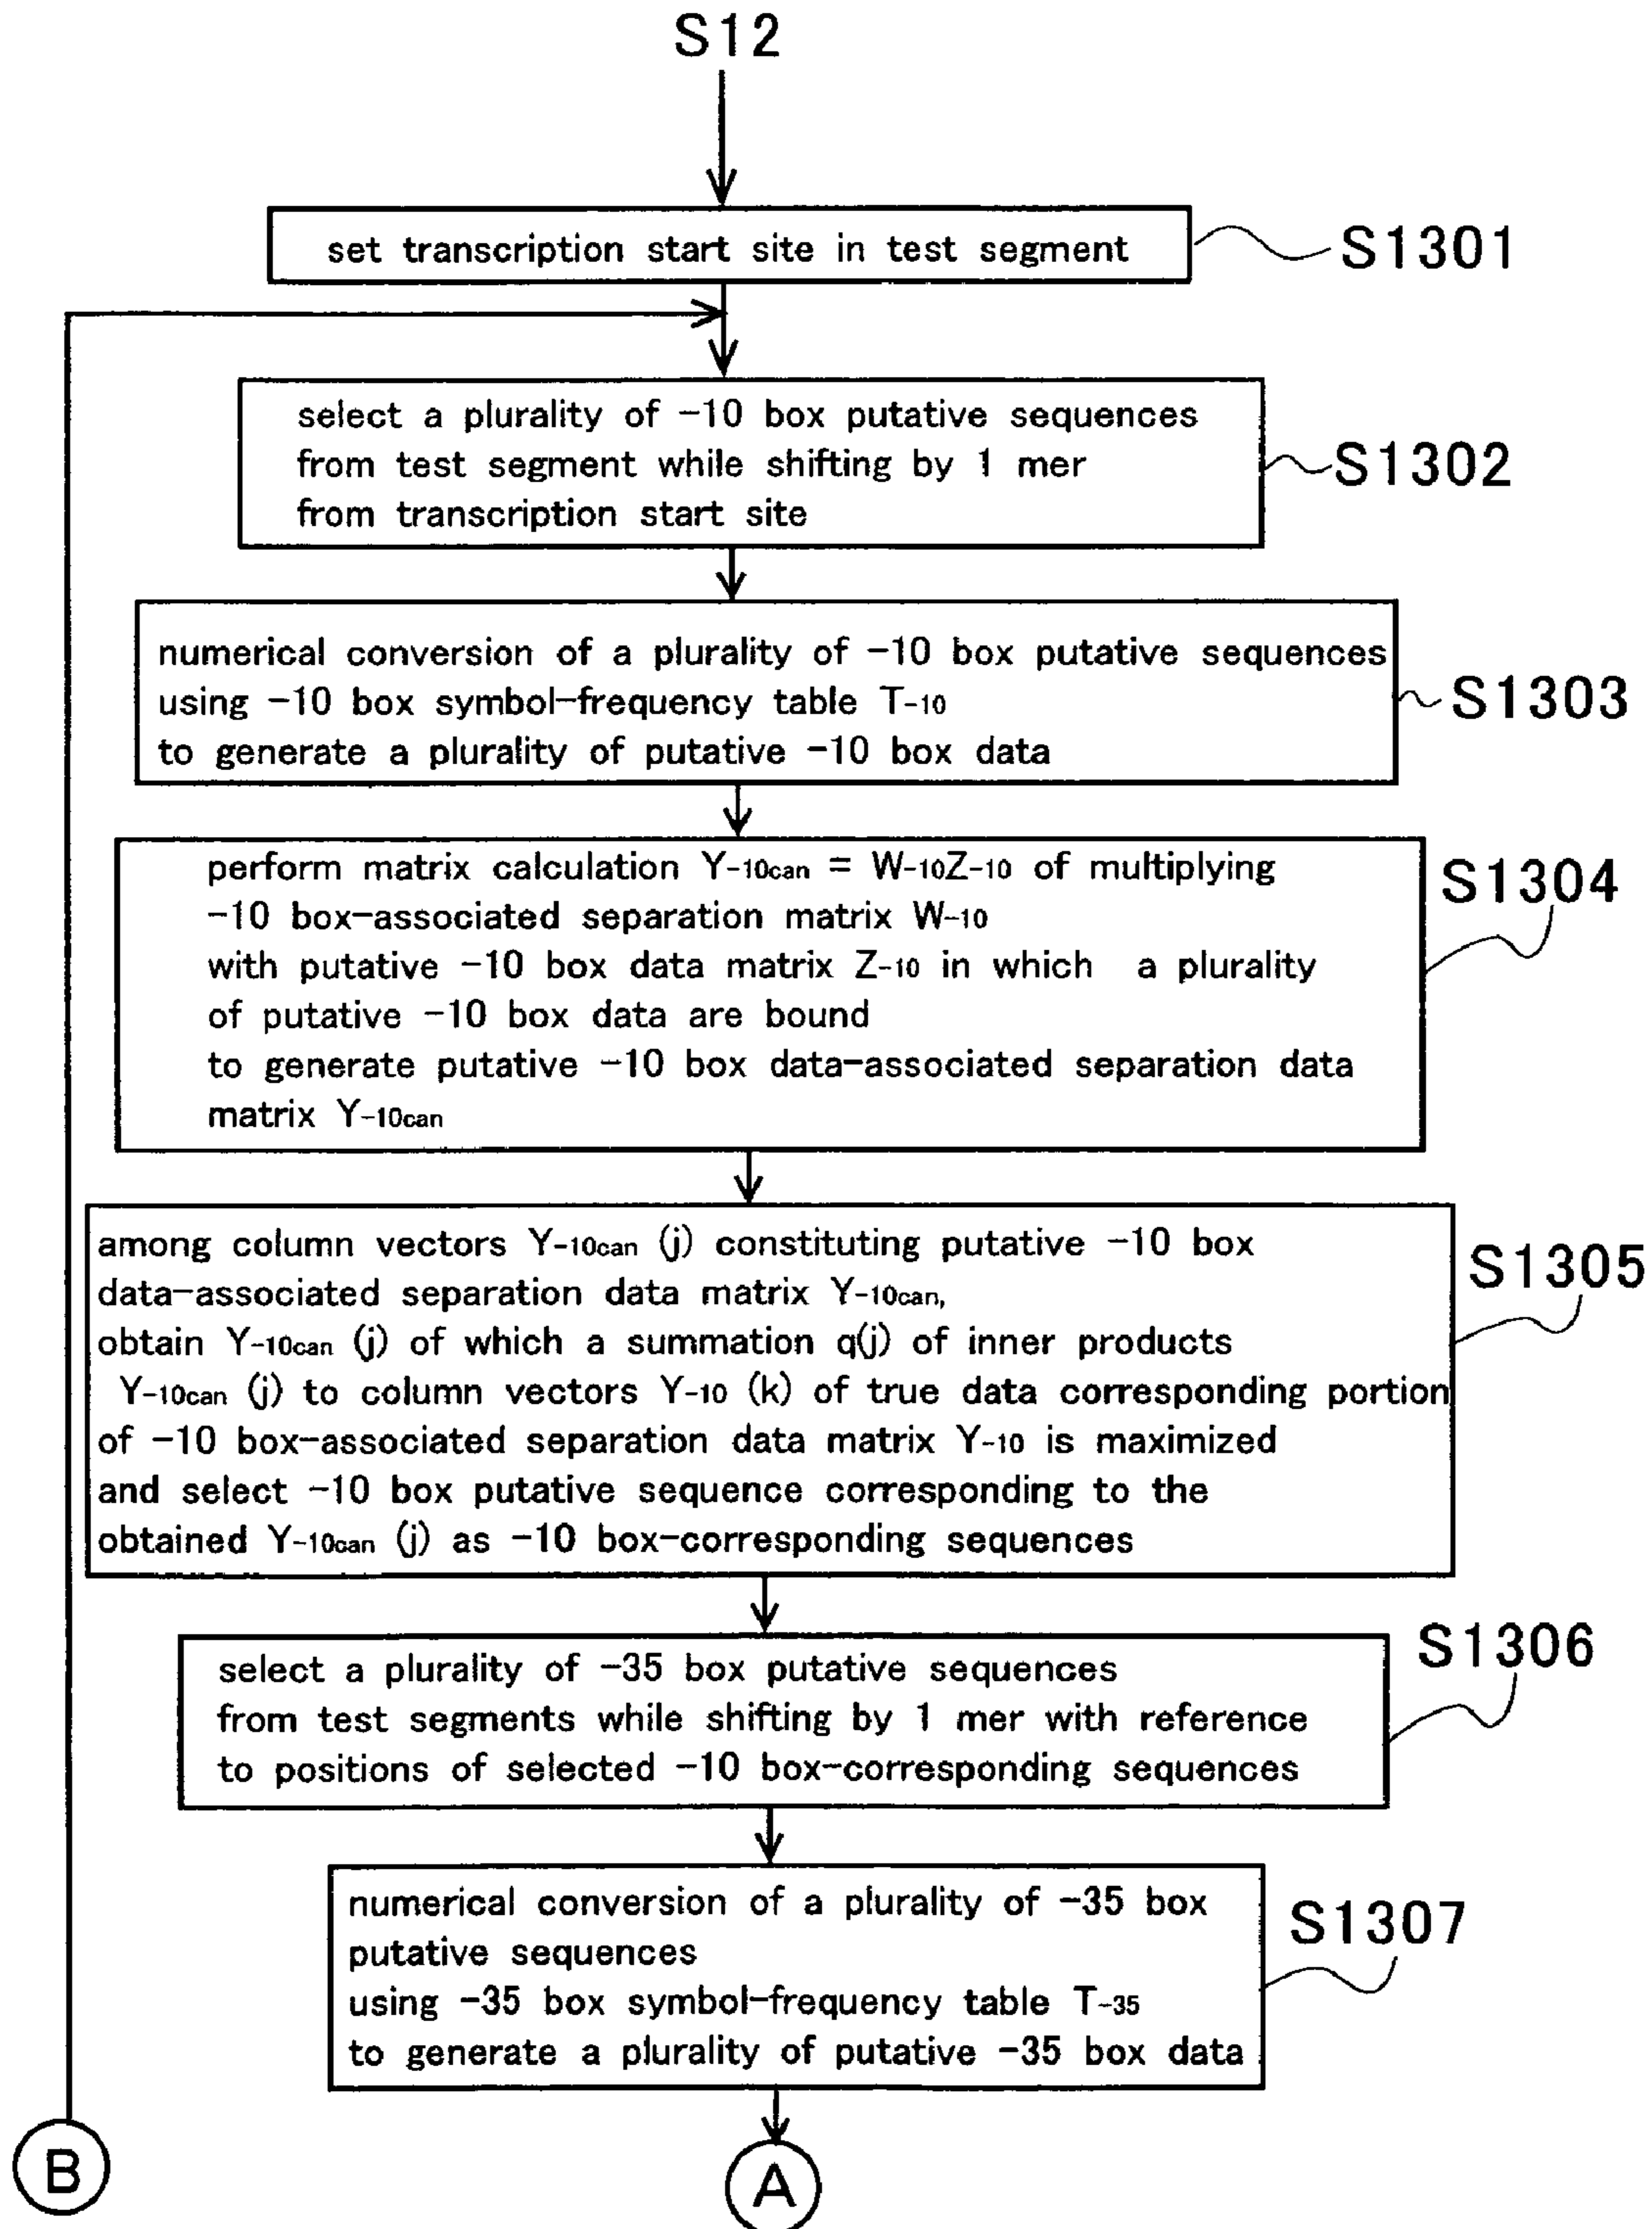 S12
set transcription start site in test segment
S1301
select a plurality of -10 box putative sequences
from test segment while shifting by 1 mer
from transcription start site
S1302
numerical conversion of a plurality of -10 box putative sequences
using -10 box symbol-frequency table T-10
to generate a plurality of putative -10 box data
S1303
perform matrix calculation Y-10can = W-10Z-10 of multiplying
-10 box-associated separation matrix W-10
with putative -10 box data matrix Z-10 in which a plurality
of putative -10 box data are bound
to generate putative -10 box data-associated separation data
matrix Y-10can
S1304
among column vectors Y-10can (j) constituting putative -10 box
data-associated separation data matrix Y-10can,
obtain Y-10can (j) of which a summation q(j) of inner products
Y-10can (j) to column vectors Y-10 (k) of true data corresponding portion
of -10 box-associated separation data matrix Y-10 is maximized
and select -10 box putative sequence corresponding to the
obtained Y-10can (j) as -10 box-corresponding sequences
S1305
select a plurality of -35 box putative sequences
from test segments while shifting by 1 mer with reference
to positions of selected -10 box-corresponding sequences
S1306
numerical conversion of a plurality of -35 box
putative sequences
using -35 box symbol-frequency table T-35
to generate a plurality of putative -35 box data
S1307
B
A